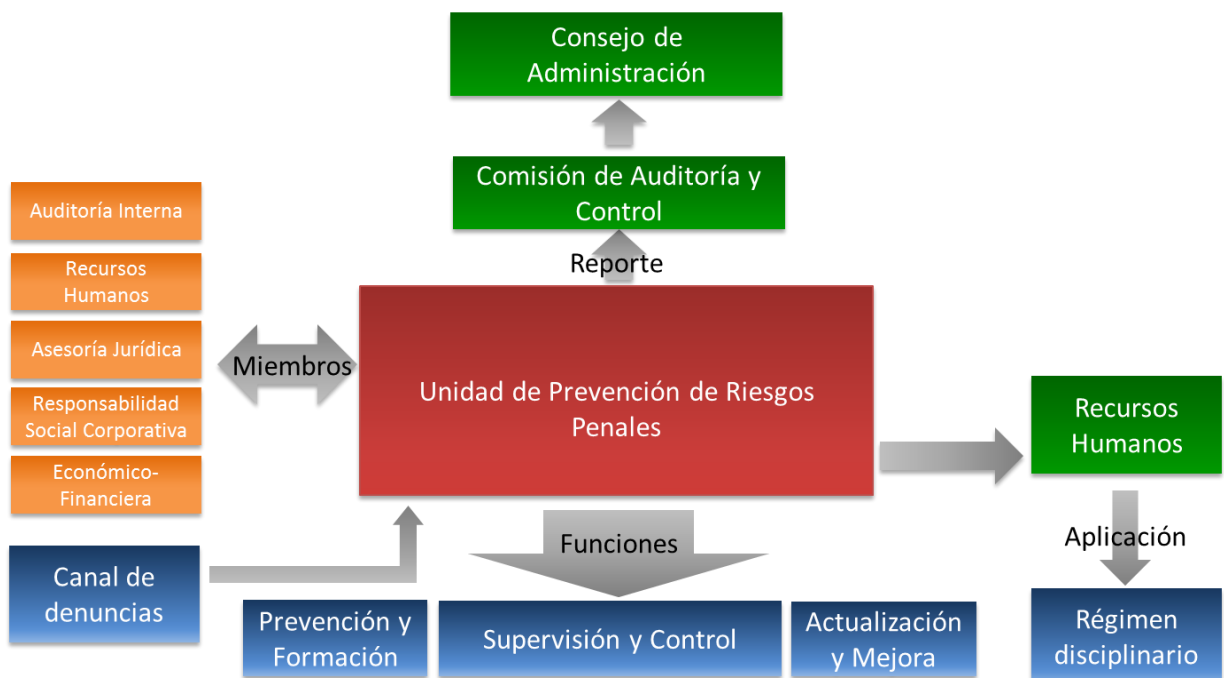 Consejo de
Administración
Comisión de Auditoría y
Control
Reporte
Auditoría Interna
Recursos
Humanos
Asesoría Jurídica
Responsabilidad
Social Corporativa
Económico-
Financiera
Miembros
Unidad de Prevención de Riesgos
Penales
Recursos
Humanos
Aplicación
Régimen
disciplinario
Funciones
Canal de
denuncias
Prevención y
Formación
Supervisión y Control
Actualización
y Mejora